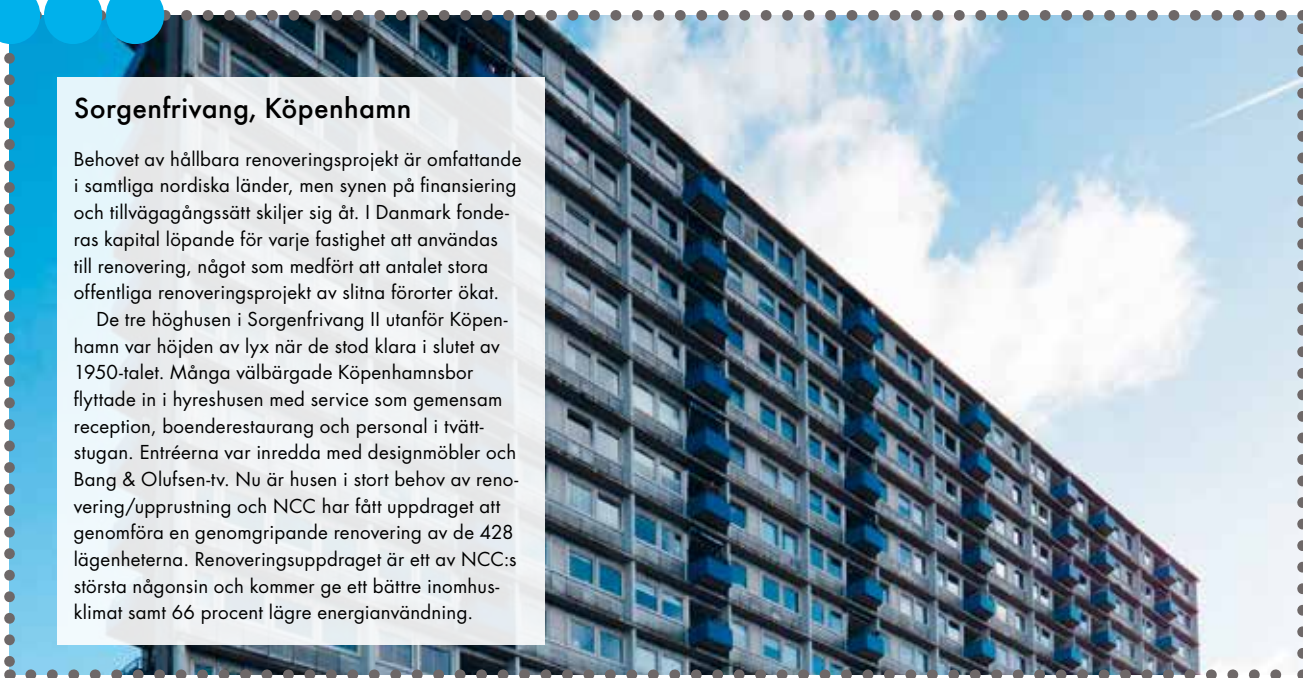 Sorgenfrivang, Köpenhamn
Behovet av hållbara renoveringsprojekt är omfattande
i samtliga nordiska länder, men synen på finansiering
och tillvägagångssätt skiljer sig åt. I Danmark fonde-
ras kapital löpande för varje fastighet att användas
till renovering, något som medfört att antalet stora
offentliga renoveringsprojekt av slitna förorter ökat.
De tre höghusen i Sorgenfrivang II utanför Köpen-
hamn var höjden av lyx när de stod klara i slutet av
1950-talet. Många välbärgade Köpenhamnsbor
flyttade in i hyreshusen med service som gemensam
reception, boenderestaurang och personal i tvätt-
stugan. Entréerna var inredda med designmöbler och
Bang & Olufsen-tv. Nu är husen i stort behov av reno-
vering/upprustning och NCC har fått uppdraget att
genomföra en genomgripande renovering av de 428
lägenheterna. Renoveringsuppdraget är ett av NCC:s
största någonsin och kommer ge ett bättre inomhus-
klimat samt 66 procent lägre energianvändning.